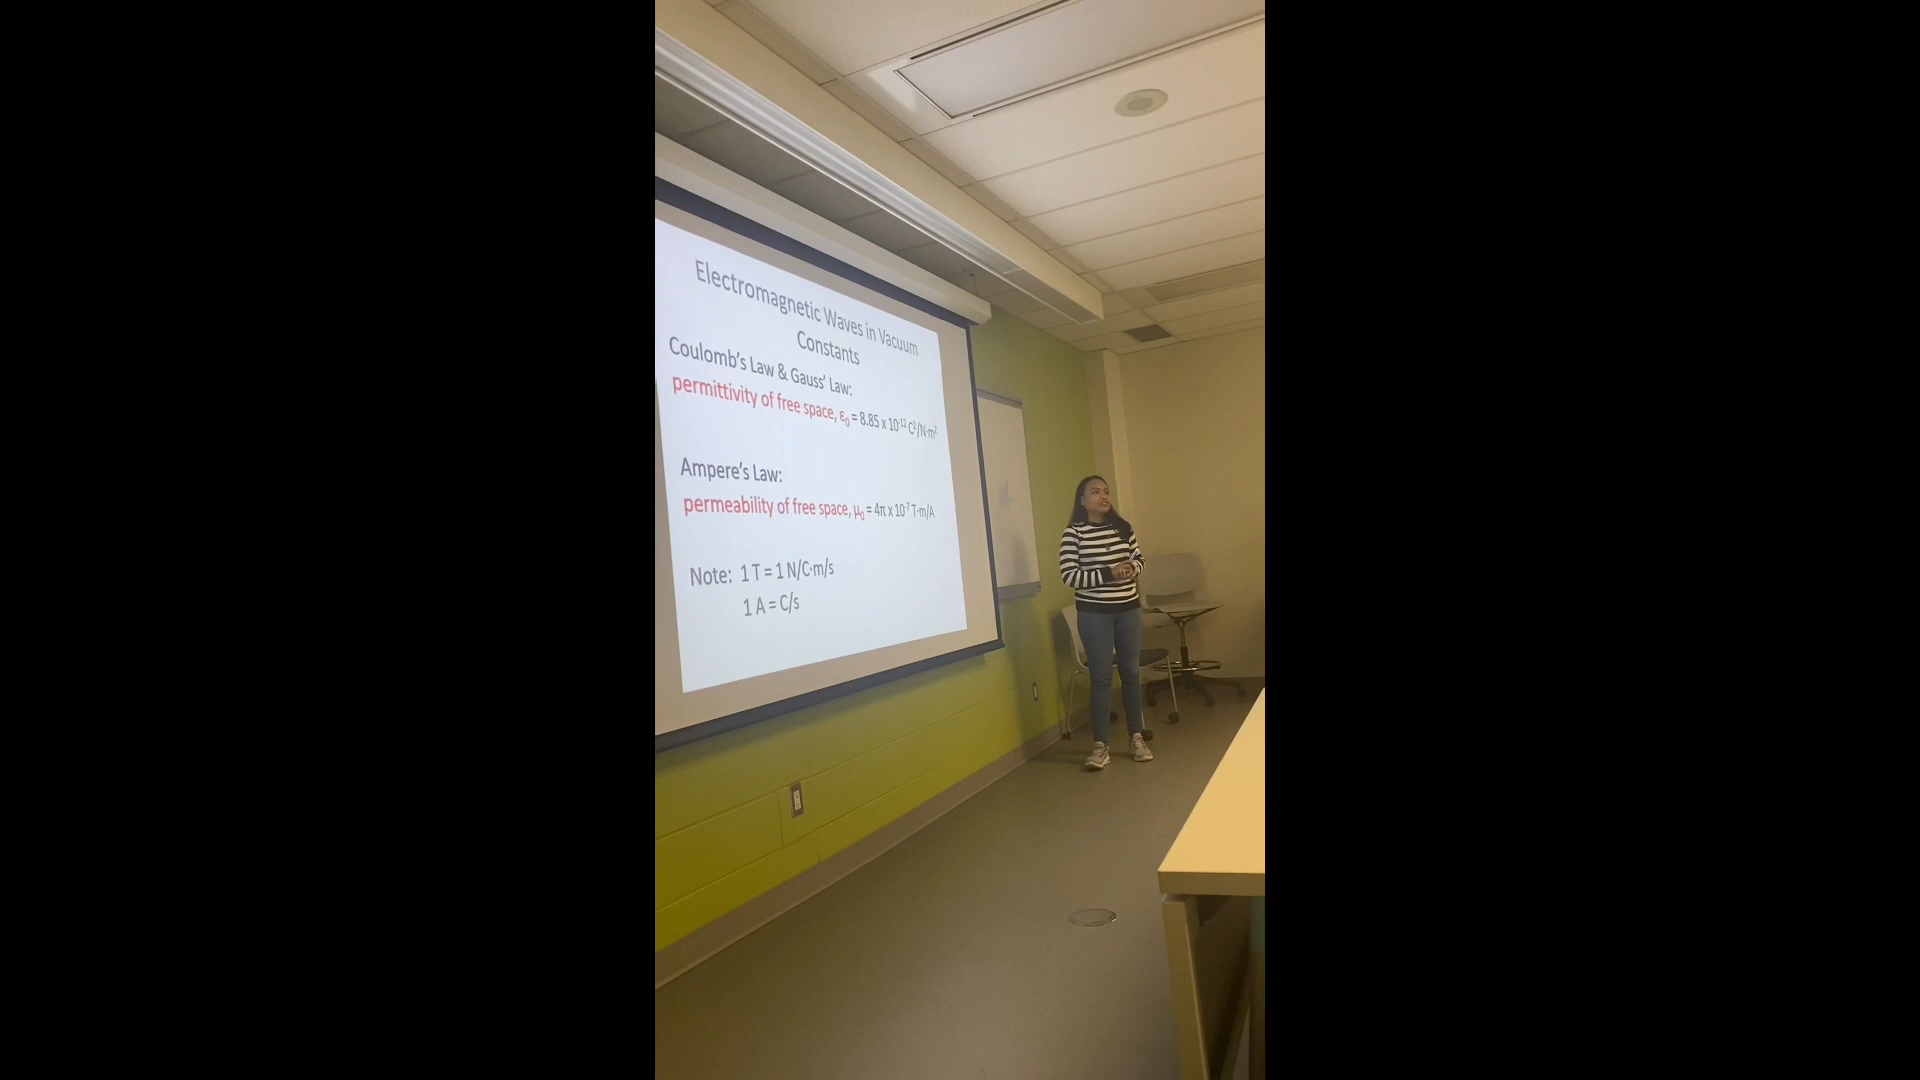 Electromagnetic Waves in Vacuum
Constants
Coulomb's Law & Gauss' Law:
permittivity of free space, ε₀ = 8.85 x 10⁻¹² C²/N·m²
Ampere's Law:
permeability of free space, μ₀ = 4π x 10⁻⁷ T·m/A
Note: 1 T = 1 N/C·m/s
1 A = C/s